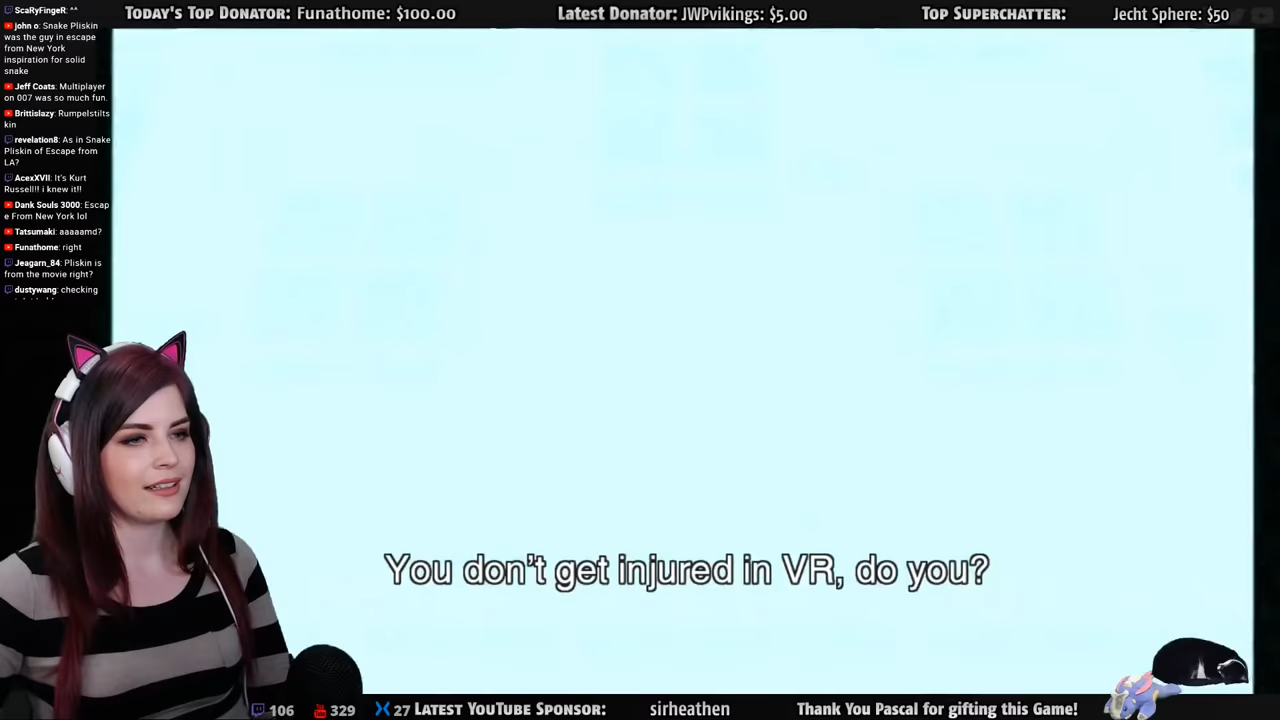 Today's Top Donator: Funathome: $100.00
Latest Donator: JWPvikings: $5.00
Top Superchatter: Jecht Sphere: $50
ScaRyFingeR: ^^
john o: Snake Pliskin
was the guy in escape
from New York
inspiration for solid
snake
Jeff Coats: Multiplayer
on 007 was so much fun.
Brittislazy: Rumpelstilts
kin
revelation8: As in Snake
Pliskin of Escape from
LA?
AcexXVII: It's Kurt
Russell!! i knew it!!
Dank Souls 3000: Escap
e From New York lol
Tatsumaki: aaaaamd?
Funathome: right
Jeagarn_84: Pliskin is
from the movie right?
dustywang: checking
You don't get injured in VR, do you?
106 329 27 Latest YouTube Sponsor: sirheathen
Thank You Pascal for gifting this Game!